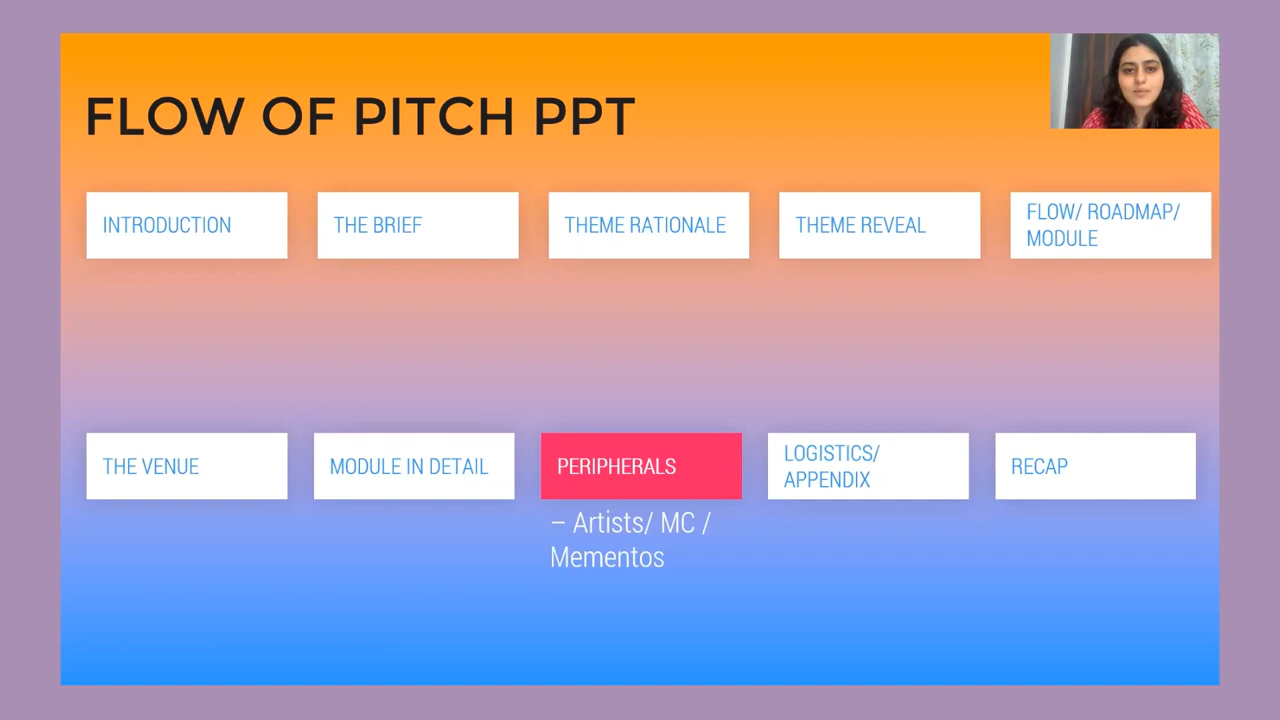 FLOW OF PITCH PPT
INTRODUCTION
THE BRIEF
THEME RATIONALE
THEME REVEAL
FLOW/ ROADMAP/
MODULE
THE VENUE
MODULE IN DETAIL
PERIPHERALS
– Artists/ MC /
Mementos
LOGISTICS/
APPENDIX
RECAP